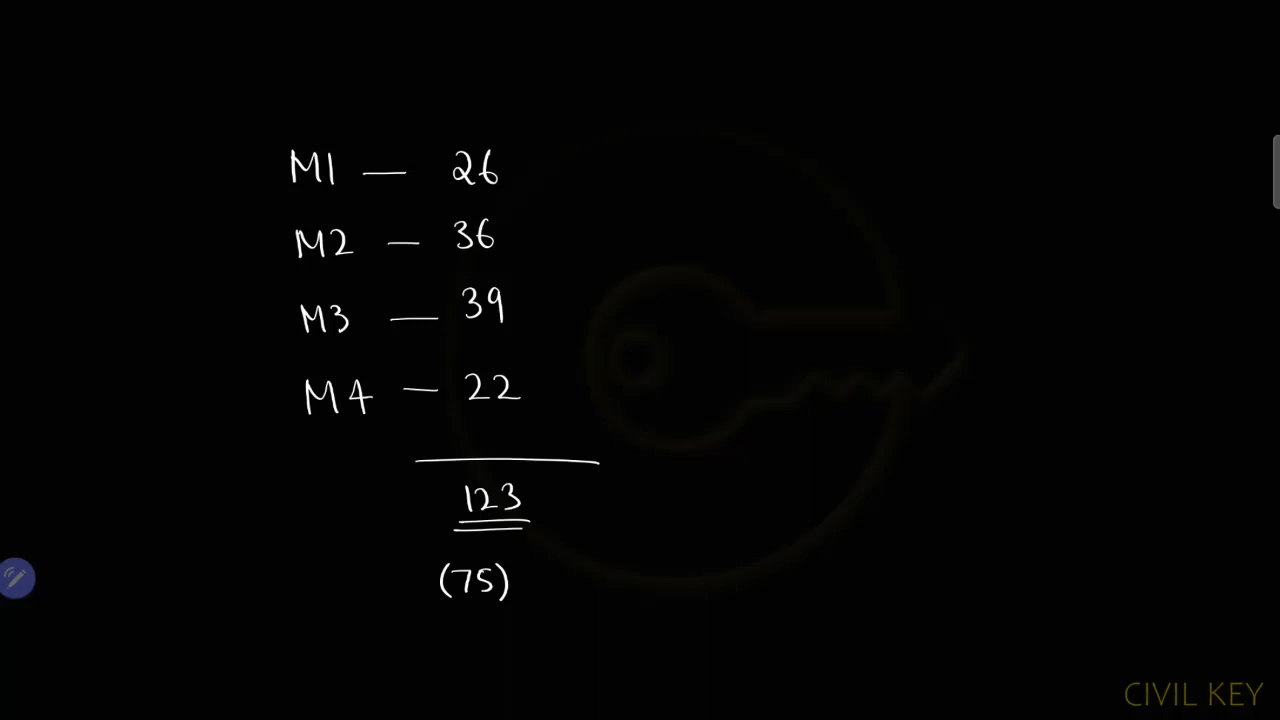 M1 — 26
M2 — 36
M3 — 39
M4 — 22
123
(75)
CIVIL KEY